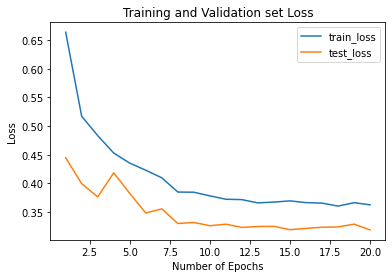 Training and Validation set Loss
train_loss
test_loss
0.65
0.60
0.55
0.50
0.45
0.40
0.35
Loss
2.5 5.0 7.5 10.0 12.5 15.0 17.5 20.0
Number of Epochs